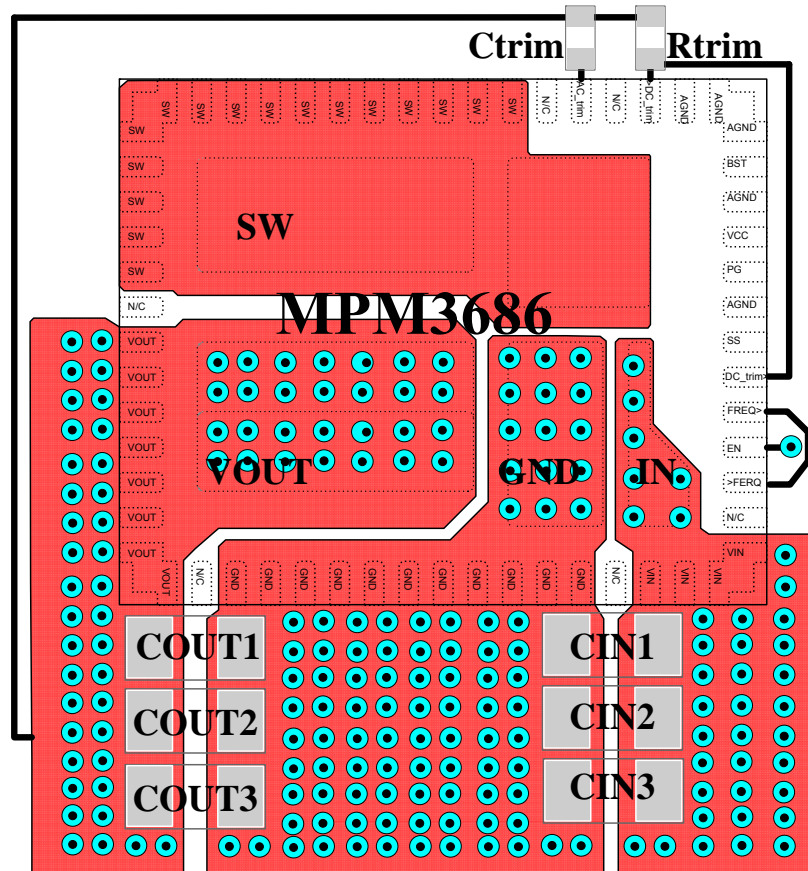 Ctrim Rtrim
SW SW SW SW SW SW SW SW SW SW SW N/C AC_trim N/C >DC_trim AGND AGND
SW AGND
SW BST
SW AGND
SW VCC
SW PG
N/C AGND
VOUT SS
VOUT DC_trim>
VOUT FREQ>
VOUT EN
VOUT >FERQ
VOUT N/C
VOUT VIN
SW
MPM3686
VOUT GND IN
VOUT N/C GND GND GND GND GND GND GND GND GND GND GND N/C VIN VIN VIN
COUT1 CIN1
COUT2 CIN2
COUT3 CIN3